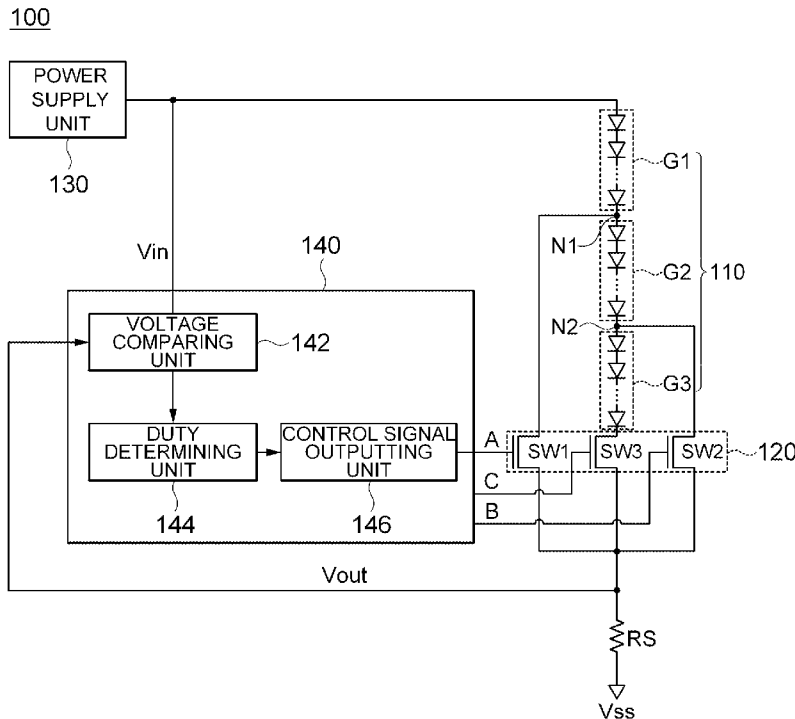 100
POWER
SUPPLY
UNIT
130
G1
N1
Vin
140
G2
110
VOLTAGE
COMPARING
UNIT
142
N2
G3
DUTY
DETERMINING
UNIT
CONTROL SIGNAL
OUTPUTTING
UNIT
A
SW1
SW3
SW2
120
C
B
144
146
Vout
RS
Vss